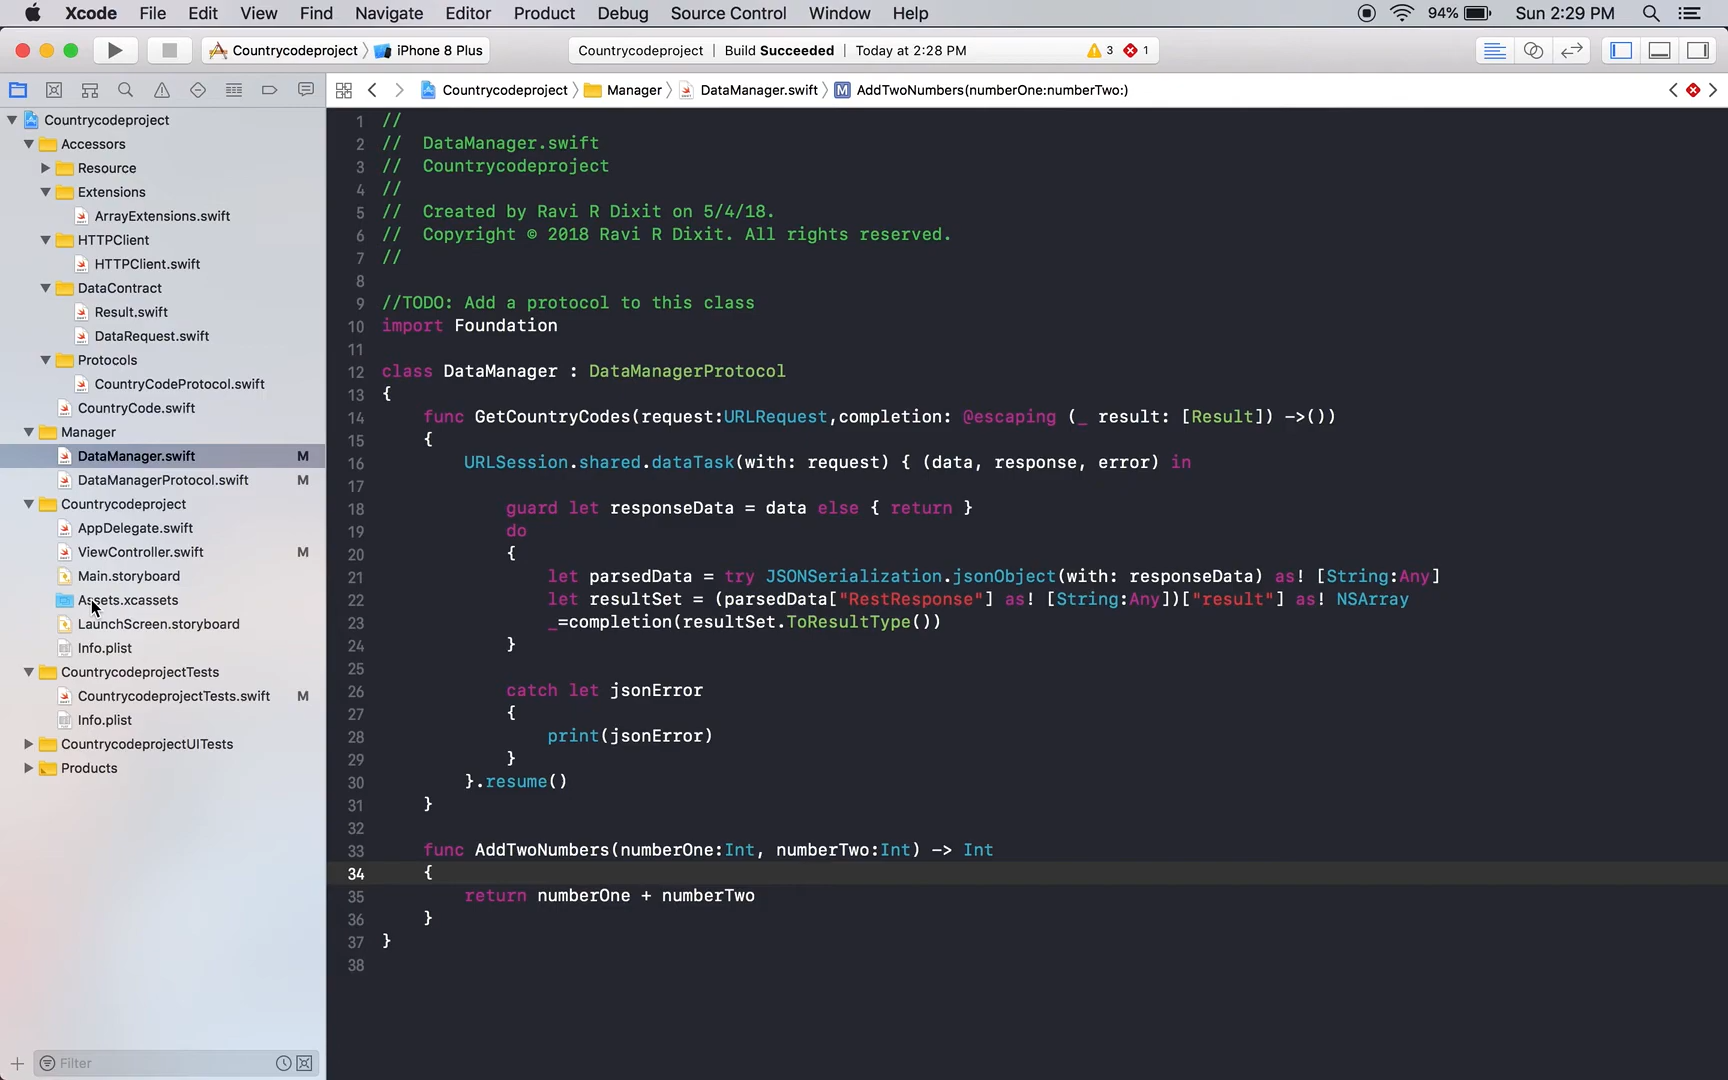 Xcode File Edit View Find Navigate Editor Product Debug Source Control Window Help 94% Sun 2:29 PM
Countrycodeproject iPhone 8 Plus Countrycodeproject | Build Succeeded | Today at 2:28 PM 3 1
Countrycodeproject Manager DataManager.swift M AddTwoNumbers(numberOne:numberTwo:)
Countrycodeproject
Accessors
Resource
Extensions
ArrayExtensions.swift
HTTPClient
HTTPClient.swift
DataContract
Result.swift
DataRequest.swift
Protocols
CountryCodeProtocol.swift
CountryCode.swift
Manager
DataManager.swift M
DataManagerProtocol.swift M
Countrycodeproject
AppDelegate.swift
ViewController.swift M
Main.storyboard
Assets.xcassets
LaunchScreen.storyboard
Info.plist
CountrycodeprojectTests
CountrycodeprojectTests.swift M
Info.plist
CountrycodeprojectUITests
Products
Filter
1 //
2 //  DataManager.swift
3 //  Countrycodeproject
4 //
5 //  Created by Ravi R Dixit on 5/4/18.
6 //  Copyright © 2018 Ravi R Dixit. All rights reserved.
7 //
8
9 //TODO: Add a protocol to this class
10 import Foundation
11
12 class DataManager : DataManagerProtocol
13 {
14     func GetCountryCodes(request:URLRequest,completion: @escaping (_ result: [Result]) ->())
15     {
16         URLSession.shared.dataTask(with: request) { (data, response, error) in
17
18             guard let responseData = data else { return }
19             do
20             {
21                 let parsedData = try JSONSerialization.jsonObject(with: responseData) as! [String:Any]
22                 let resultSet = (parsedData["RestResponse"] as! [String:Any])["result"] as! NSArray
23                 _=completion(resultSet.ToResultType())
24             }
25
26             catch let jsonError
27             {
28                 print(jsonError)
29             }
30         }.resume()
31     }
32
33     func AddTwoNumbers(numberOne:Int, numberTwo:Int) -> Int
34     {
35         return numberOne + numberTwo
36     }
37 }
38